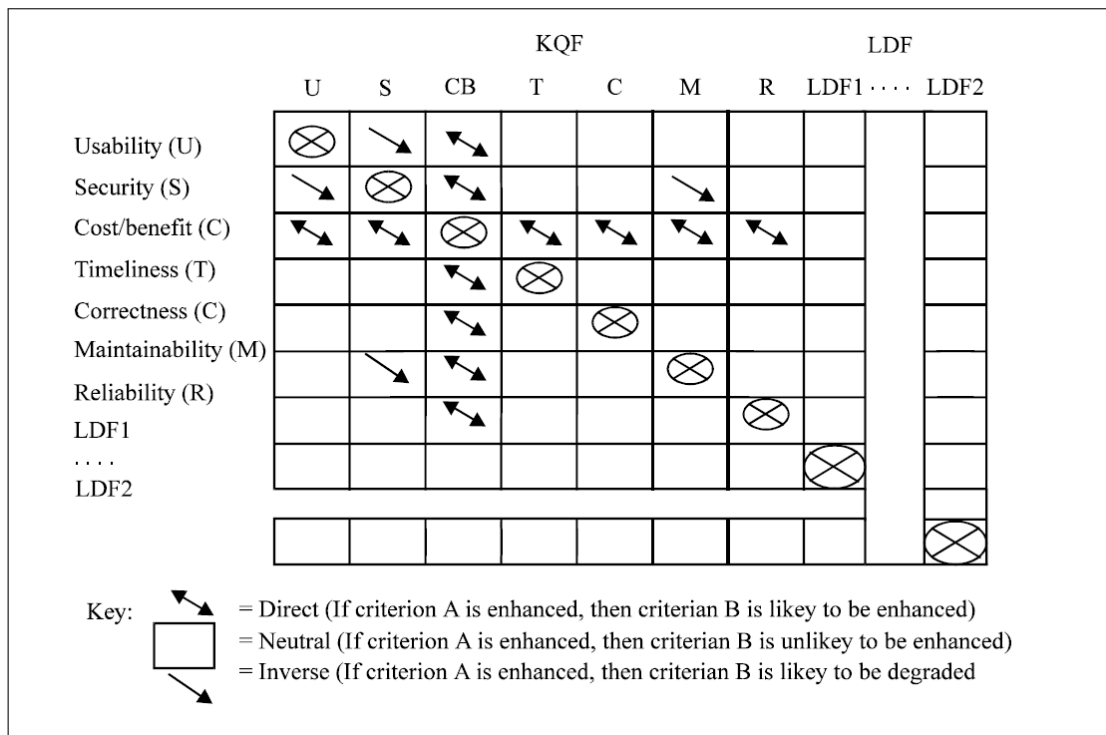 KQF LDF
U S CB T C M R LDF1 .... LDF2
Usability (U)
Security (S)
Cost/benefit (C)
Timeliness (T)
Correctness (C)
Maintainability (M)
Reliability (R)
LDF1
....
LDF2
Key: = Direct (If criterion A is enhanced, then criterian B is likey to be enhanced)
= Neutral (If criterion A is enhanced, then criterian B is unlikey to be enhanced)
= Inverse (If criterion A is enhanced, then criterian B is likey to be degraded